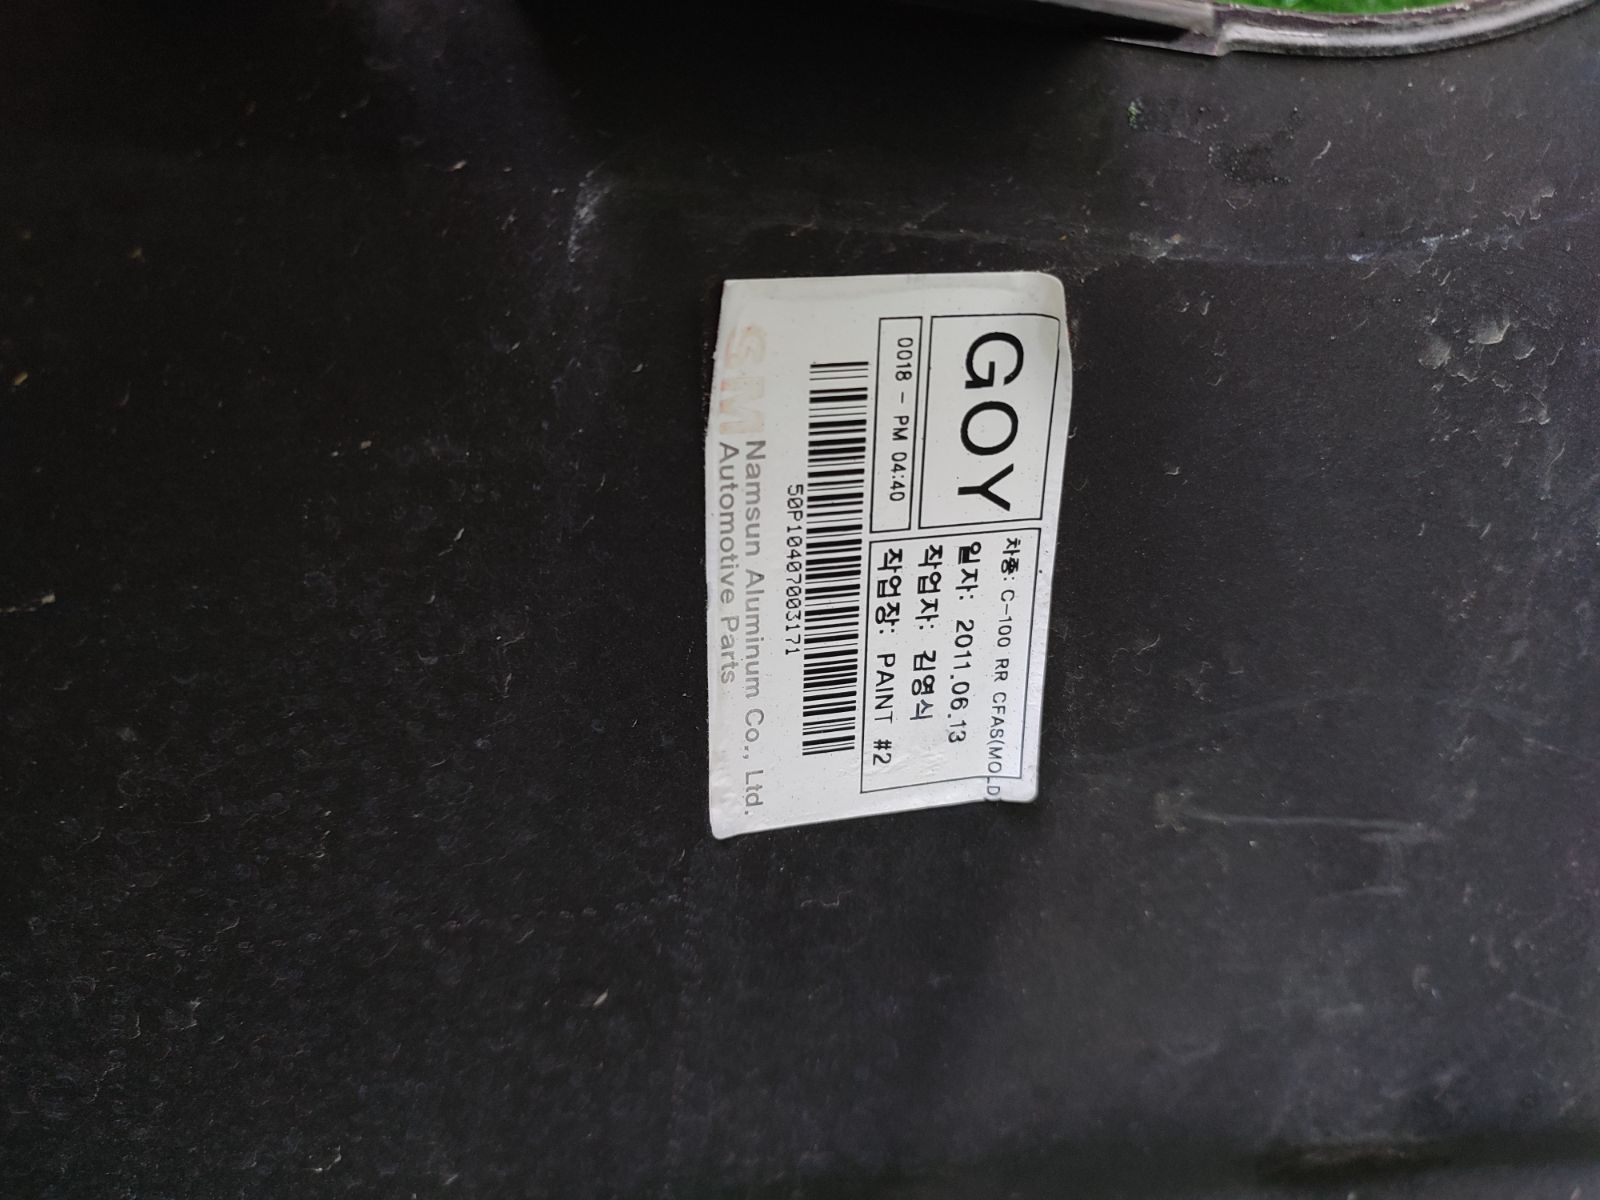 GOY
0018 - PM 04:40
차종: C-100 RR CFAS(MOLD)
일자: 2011.06.13
작업자: 김영식
작업장: PAINT #2
50P10407003171
SM Namsun Aluminum Co., Ltd.
Automotive Parts